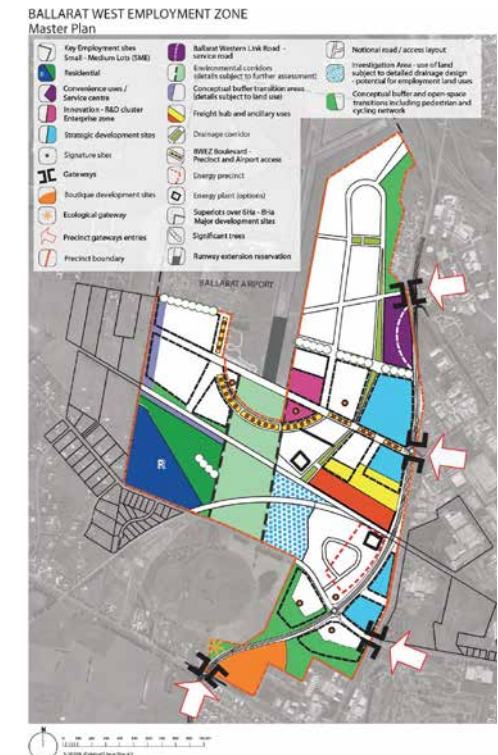 BALLARAT WEST EMPLOYMENT ZONE
Master Plan
Key Employment sites
Small - Medium Lots (SME)
Residential
Convenience uses /
Service centre
Innovation - R&D cluster
Enterprise zone
Strategic development sites
Signature sites
Gateways
Boutique development sites
Ecological gateway
Precinct gateways entries
Precinct boundary
Ballarat Western Link Road -
service road
Environmental corridors
(details subject to further assessment)
Conceptual buffer transition areas
(details subject to land use)
Freight hub and ancillary uses
Drainage corridor
BWEZ Boulevard -
Precinct and Airport access
Energy precinct
Energy plant (options)
Superlots over 6Ha - 8Ha
Major development sites
Significant trees
Runway extension reservation
Notional road / access layout
Investigation Area - use of land
subject to detailed drainage design
- potential for employment land uses
Conceptual buffer and open-space
transitions including pedestrian and
cycling network
BALLARAT AIRPORT
R
N